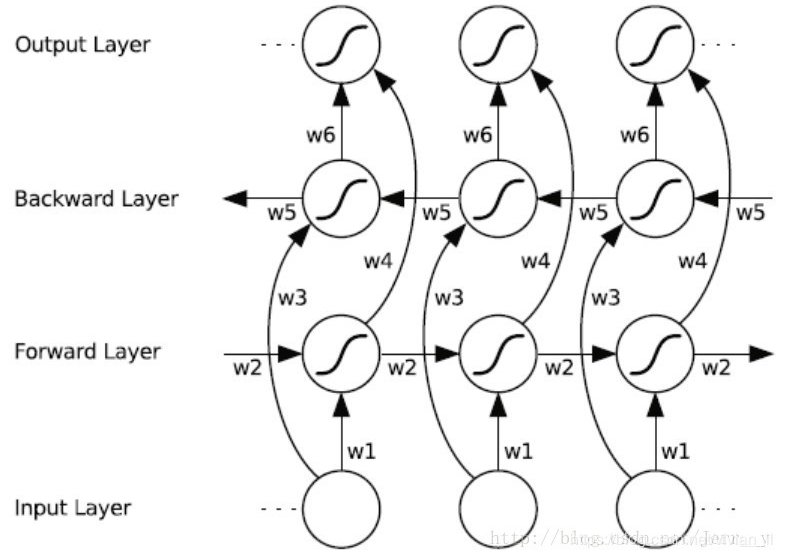 Output Layer
w6 w6 w6
Backward Layer
w5 w5 w5 w5
w4 w4 w4
w3 w3 w3
Forward Layer
w2 w2 w2 w2
w1 w1 w1
Input Layer